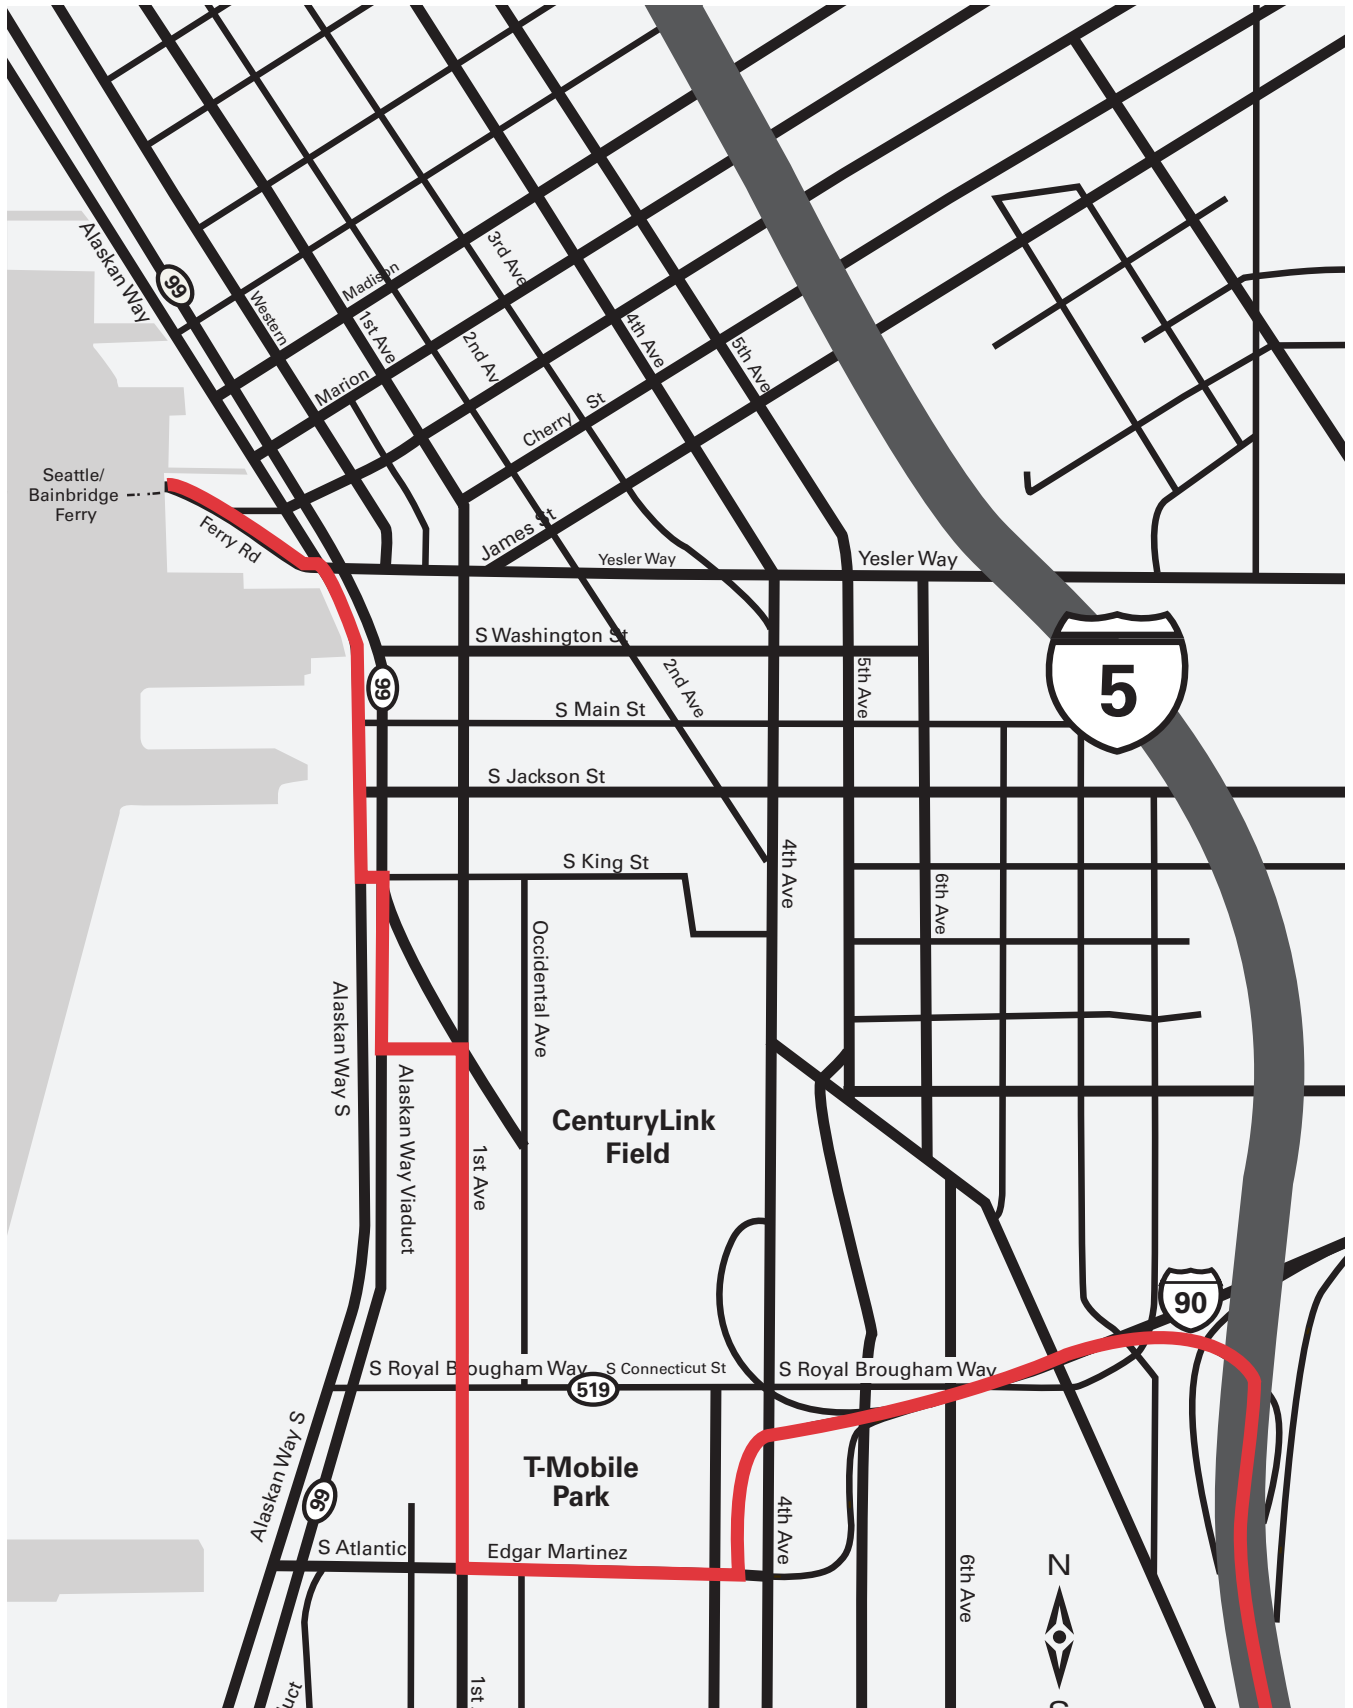 Alaskan Way
99
Western
Madison
1st Ave
Marion
3rd Ave
2nd Av
4th Ave
5th Ave
Cherry St
Seattle/
Bainbridge
Ferry
Ferry Rd
James St
Yesler Way
Yesler Way
S Washington St
99
2nd Ave
5th Ave
5
S Main St
S Jackson St
S King St
4th Ave
6th Ave
Occidental Ave
Alaskan Way S
Alaskan Way Viaduct
CenturyLink
Field
1st Ave
90
S Royal Brougham Way
S Connecticut St
S Royal Brougham Way
519
Alaskan Way S
99
T-Mobile
Park
4th Ave
S Atlantic
Edgar Martinez
6th Ave
N
1st
uct